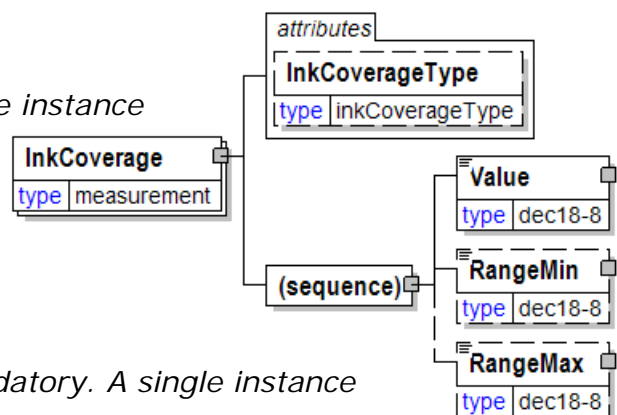 attributes
InkCoverageType
type inkCoverageType
instance
InkCoverage
type measurement
Value
type dec18-8
(sequence)
RangeMin
type dec18-8
A single instance
RangeMax
type dec18-8